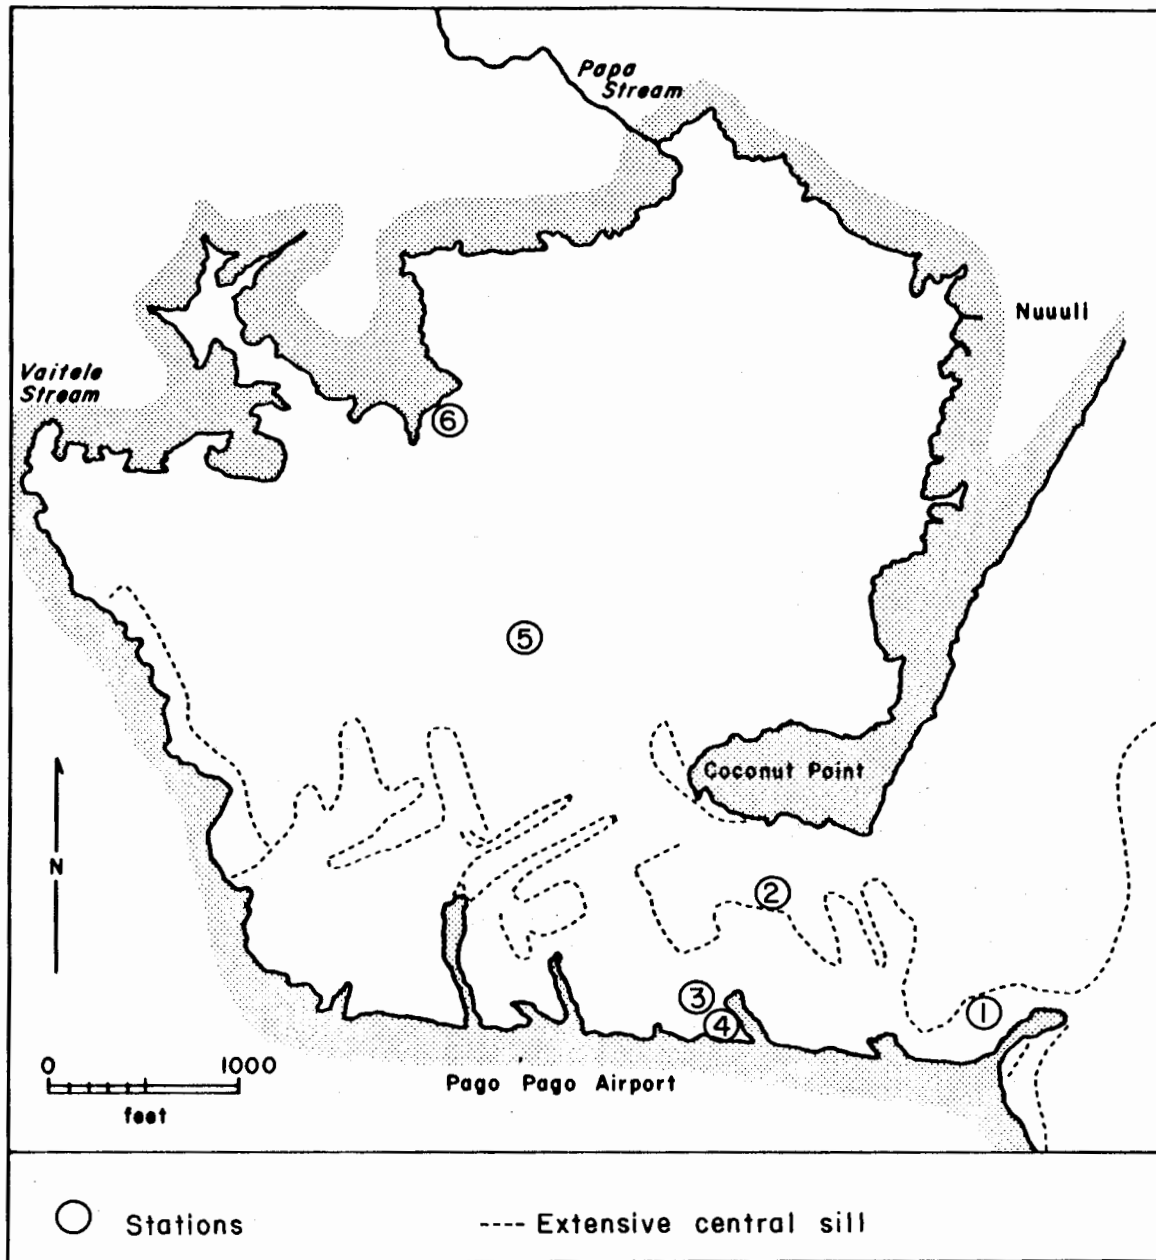 Papa
Stream
Nuuuli
Vaitele
Stream
6
5
Coconut Point
N
2
3
1
4
0 1000
feet
Pago Pago Airport
Stations
Extensive central sill